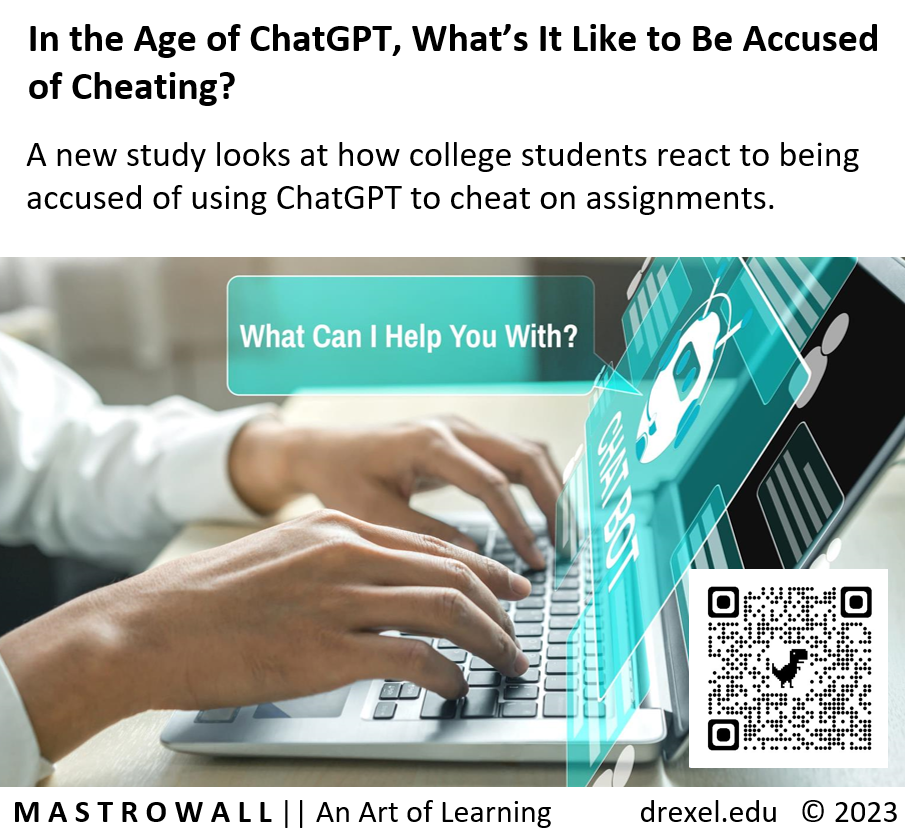 In the Age of ChatGPT, What’s It Like to Be Accused
of Cheating?
A new study looks at how college students react to being
accused of using ChatGPT to cheat on assignments.
What Can I Help You With?
CHATBOT
MASTROWALL || An Art of Learning
drexel.edu © 2023